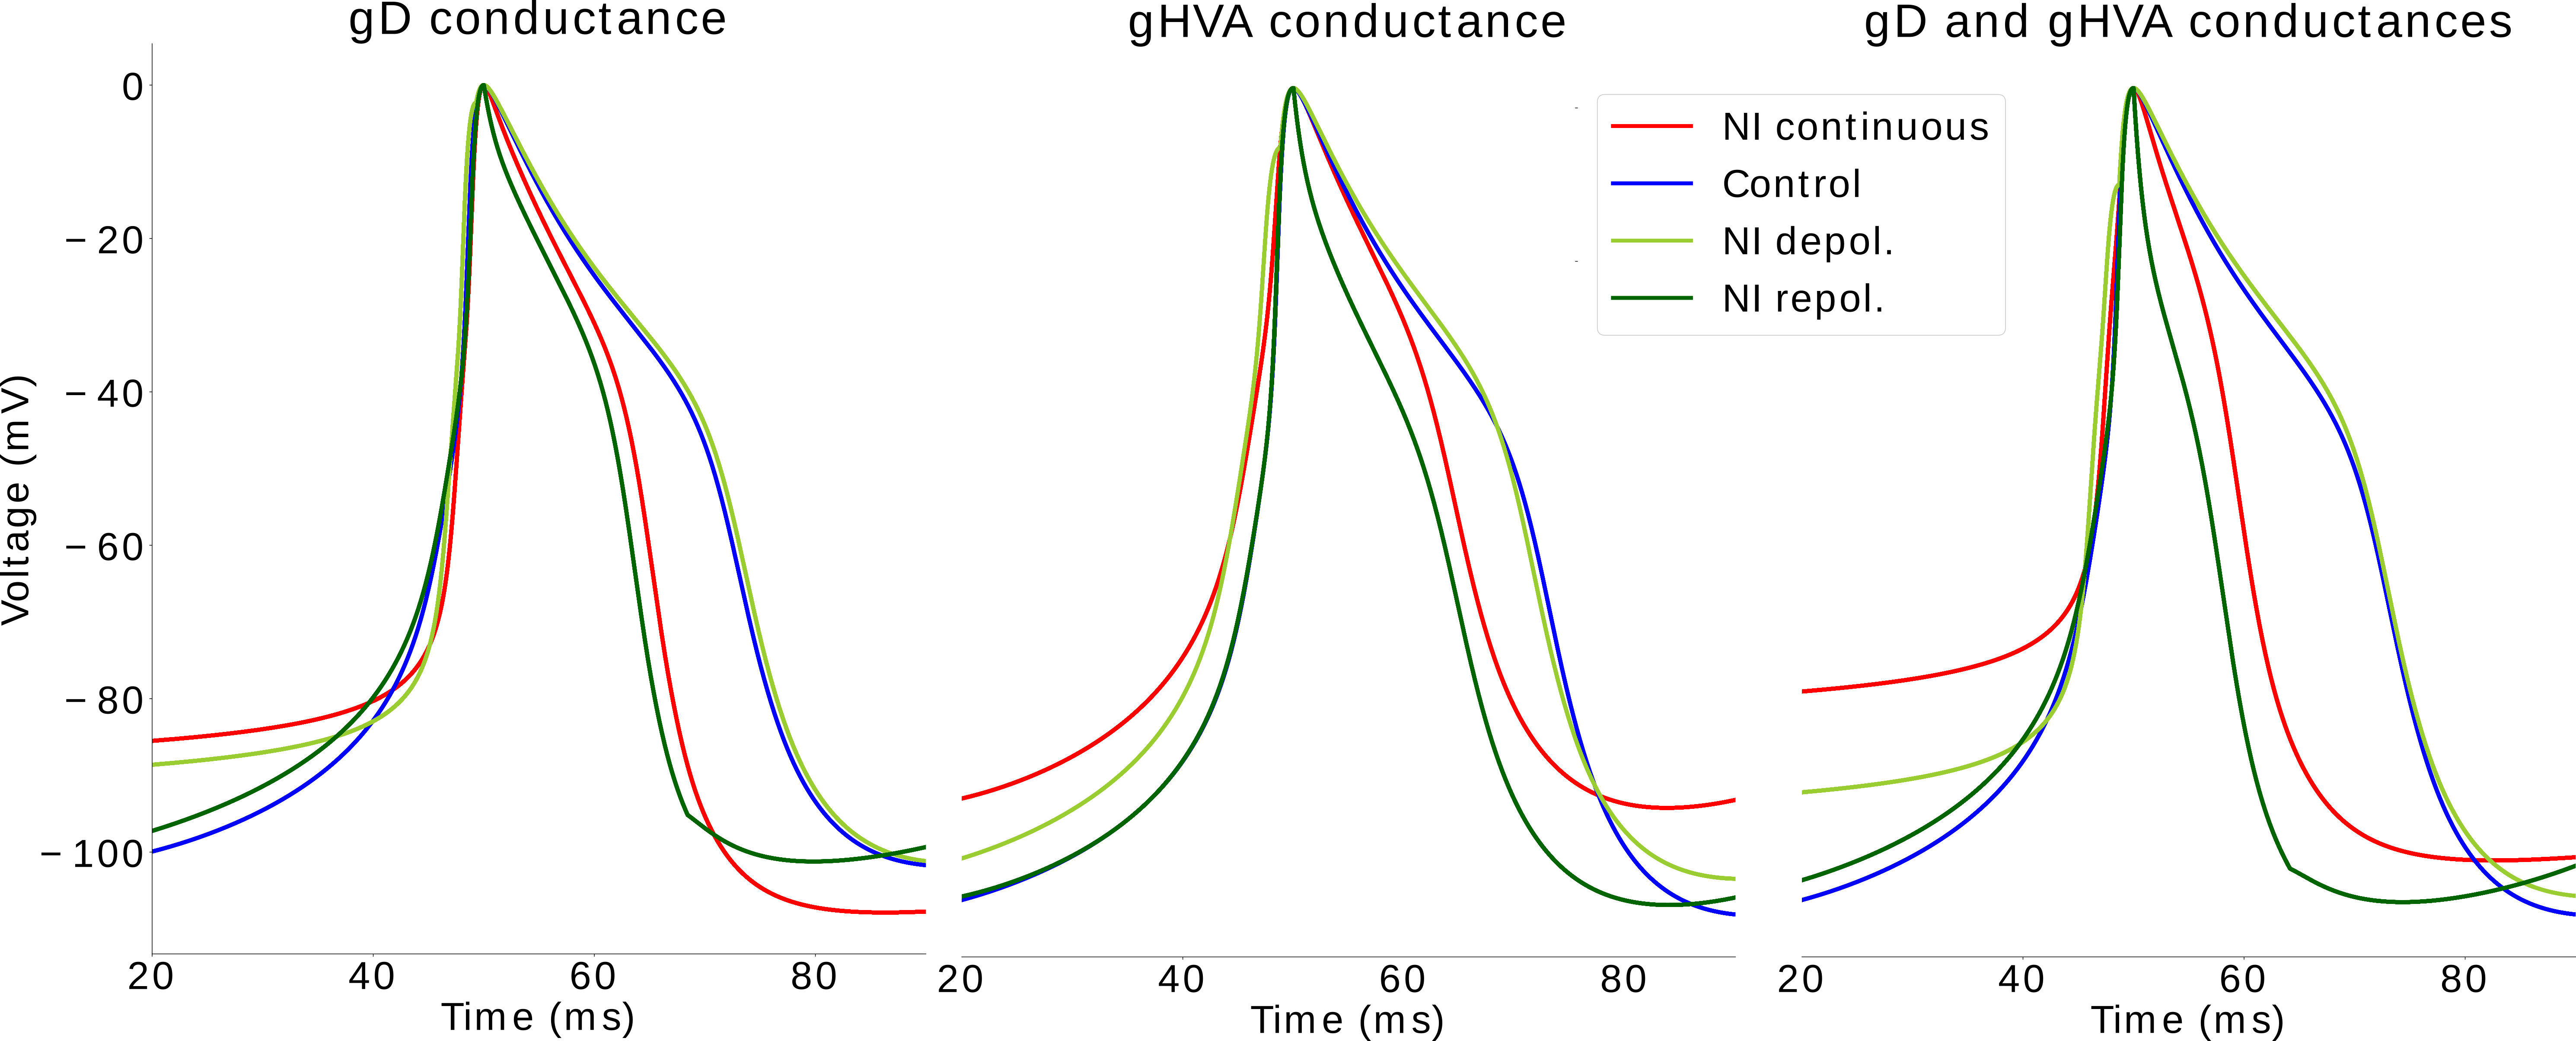 gD conductance
gHVA conductance
gD and gHVA conductances
Voltage (mV)
0
− 20
− 40
− 60
− 80
− 100
NI continuous
Control
NI depol.
NI repol.
20 40 60 80
20 40 60 80
20 40 60 80
Time (ms)
Time (ms)
Time (ms)